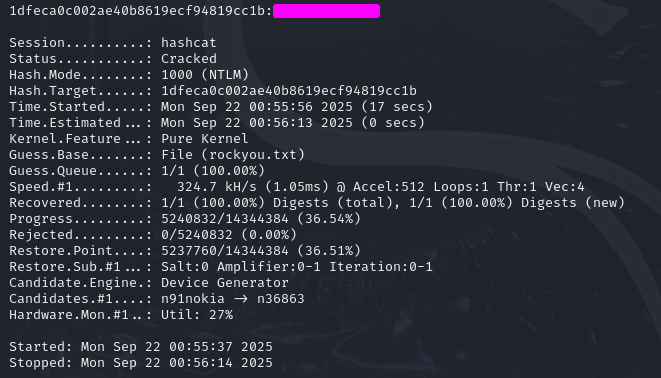 1dfeca0c002ae40b8619ecf94819cc1b:
Session..........: hashcat
Status...........: Cracked
Hash.Mode........: 1000 (NTLM)
Hash.Target......: 1dfeca0c002ae40b8619ecf94819cc1b
Time.Started.....: Mon Sep 22 00:55:56 2025 (17 secs)
Time.Estimated...: Mon Sep 22 00:56:13 2025 (0 secs)
Kernel.Feature...: Pure Kernel
Guess.Base.......: File (rockyou.txt)
Guess.Queue......: 1/1 (100.00%)
Speed.#1.........:   324.7 kH/s (1.05ms) @ Accel:512 Loops:1 Thr:1 Vec:4
Recovered........: 1/1 (100.00%) Digests (total), 1/1 (100.00%) Digests (new)
Progress.........: 5240832/14344384 (36.54%)
Rejected.........: 0/5240832 (0.00%)
Restore.Point....: 5237760/14344384 (36.51%)
Restore.Sub.#1...: Salt:0 Amplifier:0-1 Iteration:0-1
Candidate.Engine.: Device Generator
Candidates.#1....: n91nokia -> n36863
Hardware.Mon.#1..: Util: 27%
Started: Mon Sep 22 00:55:37 2025
Stopped: Mon Sep 22 00:56:14 2025